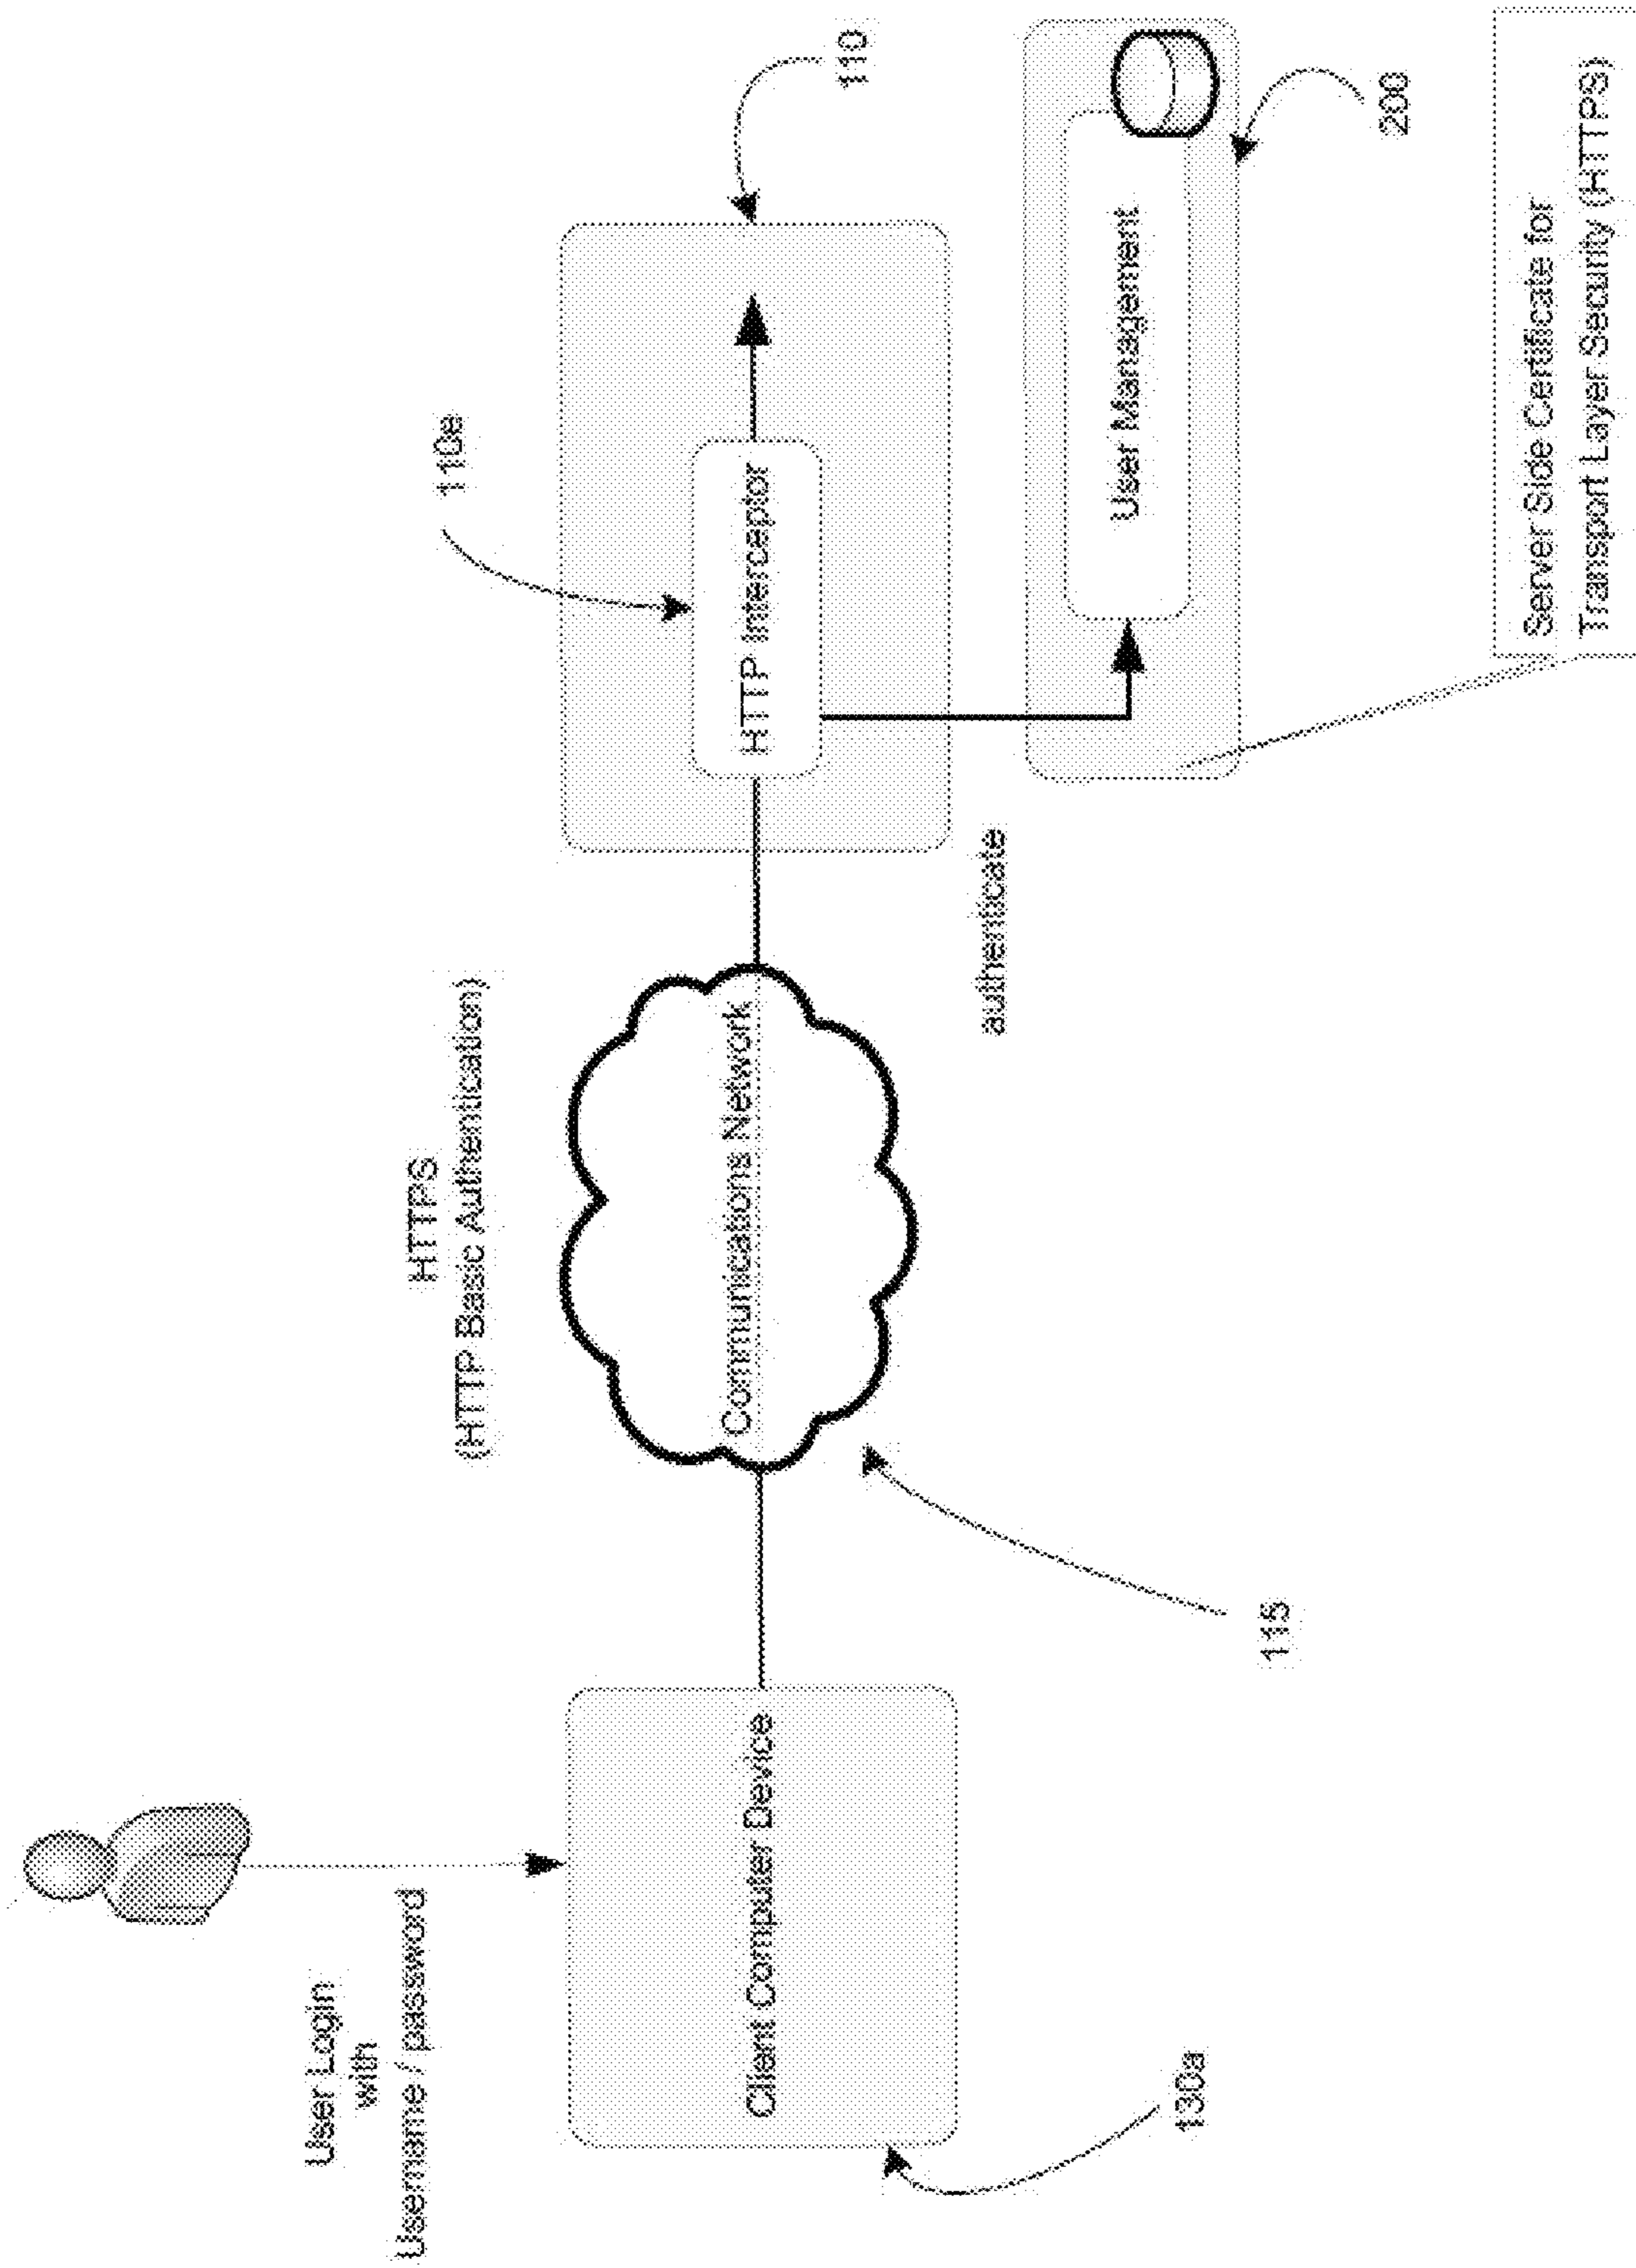 User Login
with
Username / password
Client Computer Device
130a
HTTPS
(HTTP Basic Authentication)
Communications Network
115
authenticate
110e
HTTP Interceptor
110
User Management
200
Server Side Certificate for
Transport Layer Security (HTTPS)